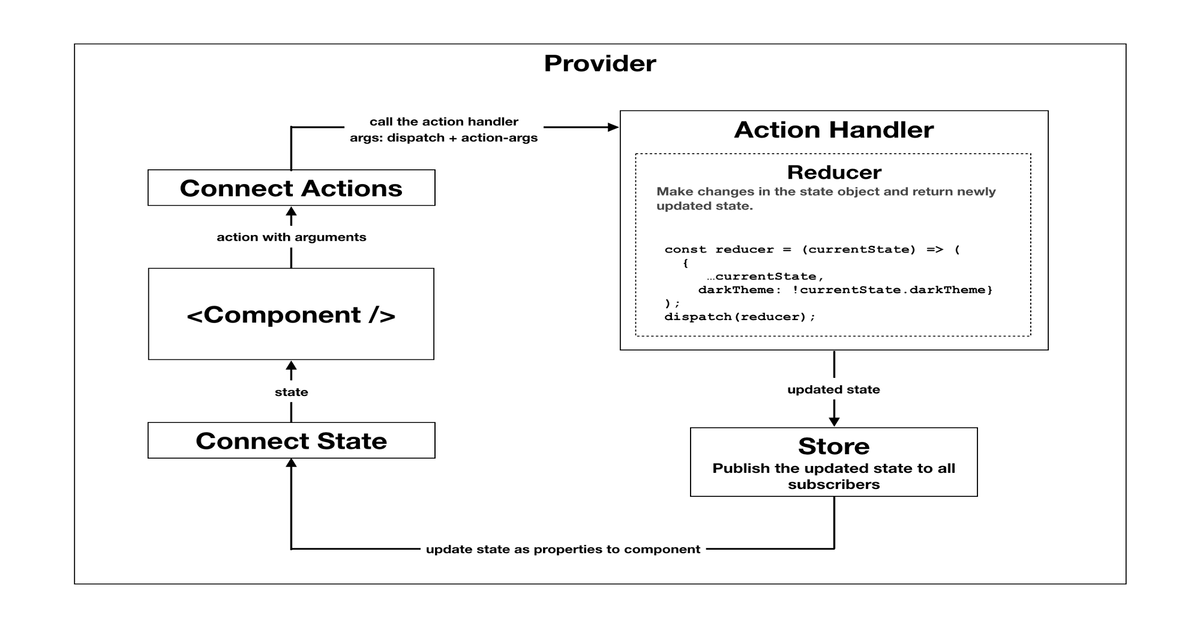 Provider
call the action handler
args: dispatch + action-args
Connect Actions
action with arguments
<Component />
state
Connect State
Action Handler
Reducer
Make changes in the state object and return newly
updated state.
const reducer = (currentState) => (
{
…currentState,
darkTheme: !currentState.darkTheme}
);
dispatch(reducer);
updated state
Store
Publish the updated state to all
subscribers
update state as properties to component